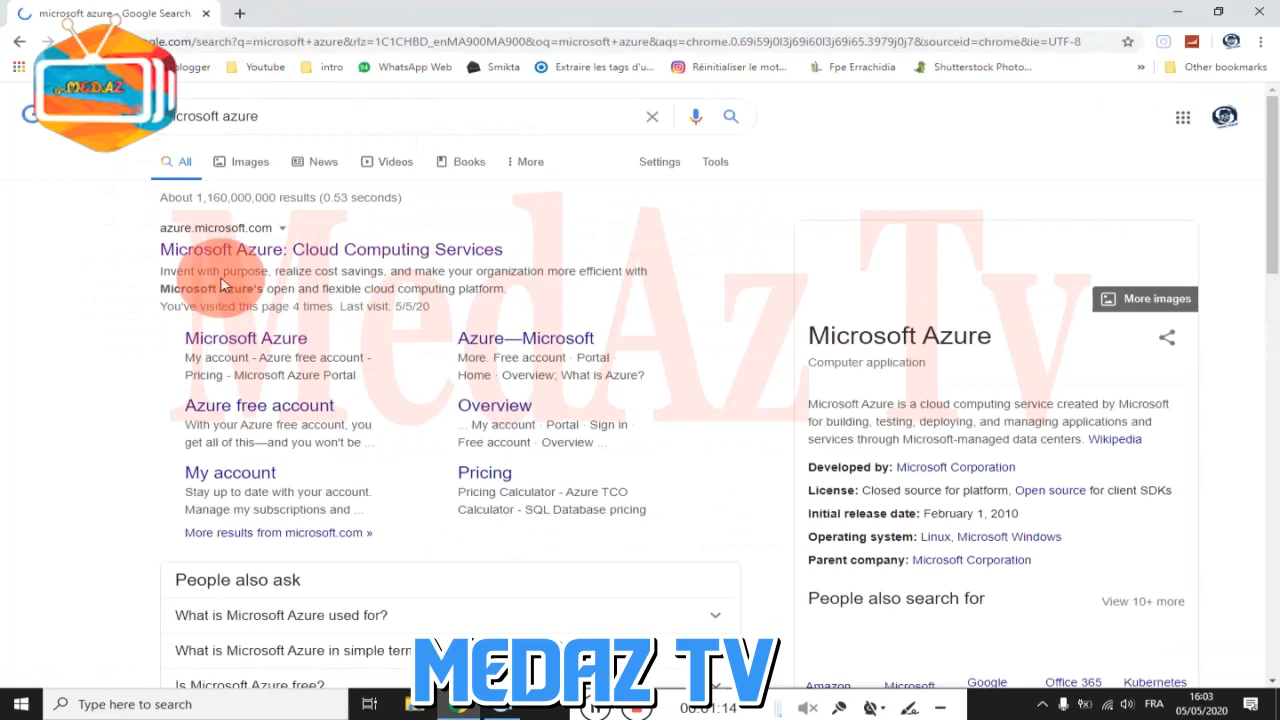 microsoft azure - Google Search
gle.com/search?q=microsoft+azure&rlz=1C1CHBD_enMA900MA900&oq=microsoft+azure&aqs=chrome.0.69i59j0l3j69i60l3j69i65.3979j0j7&sourceid=chrome&ie=UTF-8
blogger Youtube intro WhatsApp Web Smikta Extraire les tags d'u... Réinitialiser le mot... Fpe Errachidia Shutterstock Photo... » Other bookmarks
MEDAZ
icrosoft azure
All Images News Videos Books More Settings Tools
About 1,160,000,000 results (0.53 seconds)
azure.microsoft.com
Microsoft Azure: Cloud Computing Services
Invent with purpose, realize cost savings, and make your organization more efficient with
Microsoft Azure's open and flexible cloud computing platform.
You've visited this page 4 times. Last visit: 5/5/20
Microsoft Azure
My account - Azure free account -
Pricing - Microsoft Azure Portal
Azure—Microsoft
More. Free account · Portal ·
Home · Overview; What is Azure?
Azure free account
With your Azure free account, you
get all of this—and you won't be ...
Overview
... My account · Portal · Sign in ·
Free account · Overview ...
My account
Stay up to date with your account.
Manage my subscriptions and ...
Pricing
Pricing Calculator - Azure TCO
Calculator - SQL Database pricing
More results from microsoft.com »
People also ask
What is Microsoft Azure used for?
What is Microsoft Azure in simple term
Is Microsoft Azure free?
MedAz Tv
More images
Microsoft Azure
Computer application
Microsoft Azure is a cloud computing service created by Microsoft
for building, testing, deploying, and managing applications and
services through Microsoft-managed data centers. Wikipedia
Developed by: Microsoft Corporation
License: Closed source for platform, Open source for client SDKs
Initial release date: February 1, 2010
Operating system: Linux, Microsoft Windows
Parent company: Microsoft Corporation
People also search for
View 10+ more
Amazon Microsoft Google Office 365 Kubernetes
MEDAZ TV
Type here to search
00:01:14
FRA
16:03
05/05/2020